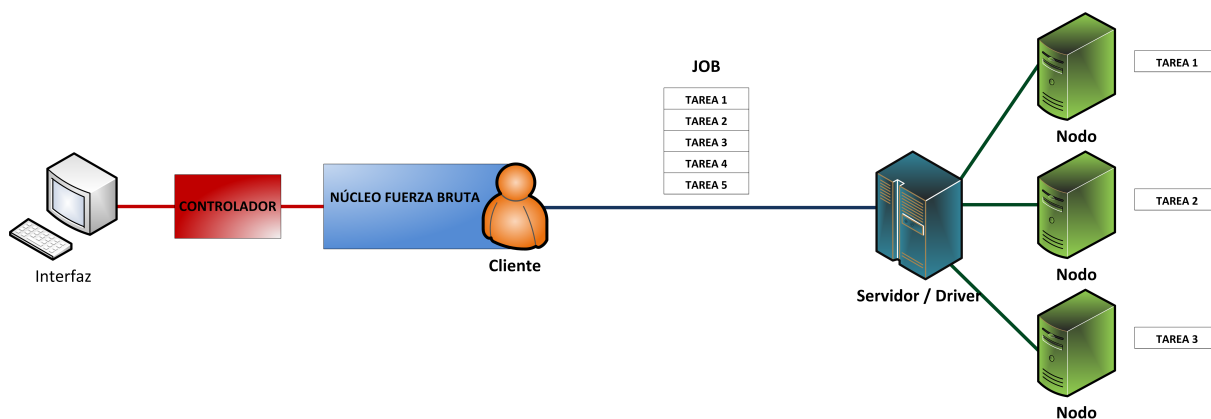 Interfaz
CONTROLADOR
NÚCLEO FUERZA BRUTA
Cliente
JOB
TAREA 1
TAREA 2
TAREA 3
TAREA 4
TAREA 5
Servidor / Driver
Nodo
TAREA 1
Nodo
TAREA 2
Nodo
TAREA 3